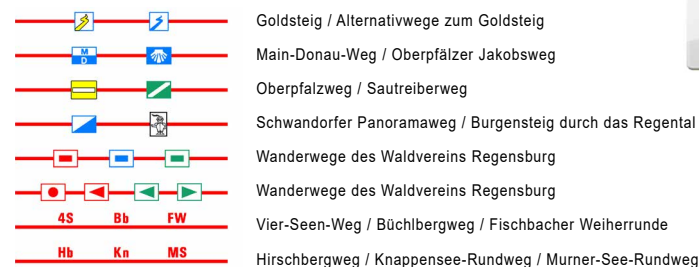 Goldsteig / Alternativwege zum Goldsteig
M D Main-Donau-Weg / Oberpfälzer Jakobsweg
Oberpfalzweg / Sautreiberweg
Schwandorfer Panoramaweg / Burgensteig durch das Regental
Wanderwege des Waldvereins Regensburg
Wanderwege des Waldvereins Regensburg
4S Bb FW Vier-Seen-Weg / Büchlbergweg / Fischbacher Weiherrunde
Hb Kn MS Hirschbergweg / Knappensee-Rundweg / Murner-See-Rundweg